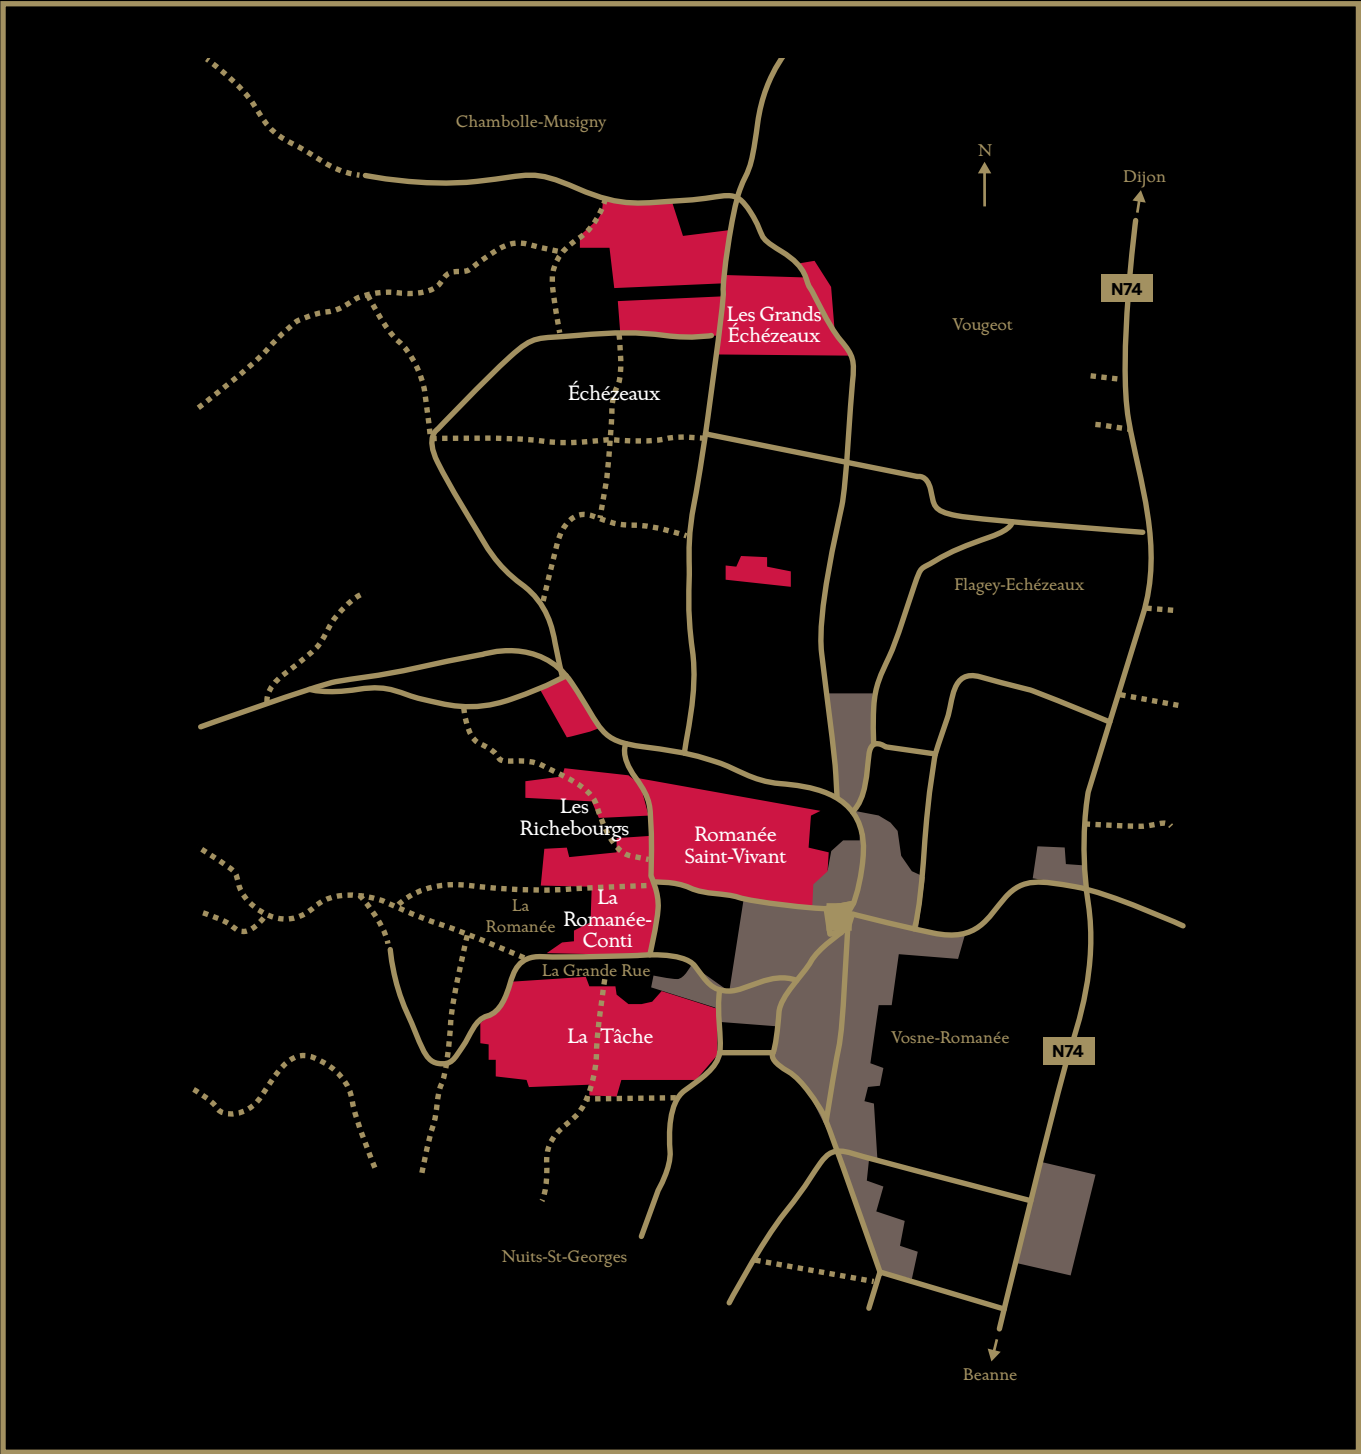 Chambolle-Musigny
N
Dijon
N74
Les Grands
Échézeaux
Vougeot
Échézeaux
Flagey-Echézeaux
Les
Richebourgs
Romanée
Saint-Vivant
La
Romanée
La
Romanée-
Conti
La Grande Rue
La Tâche
Vosne-Romanée
N74
Nuits-St-Georges
Beanne